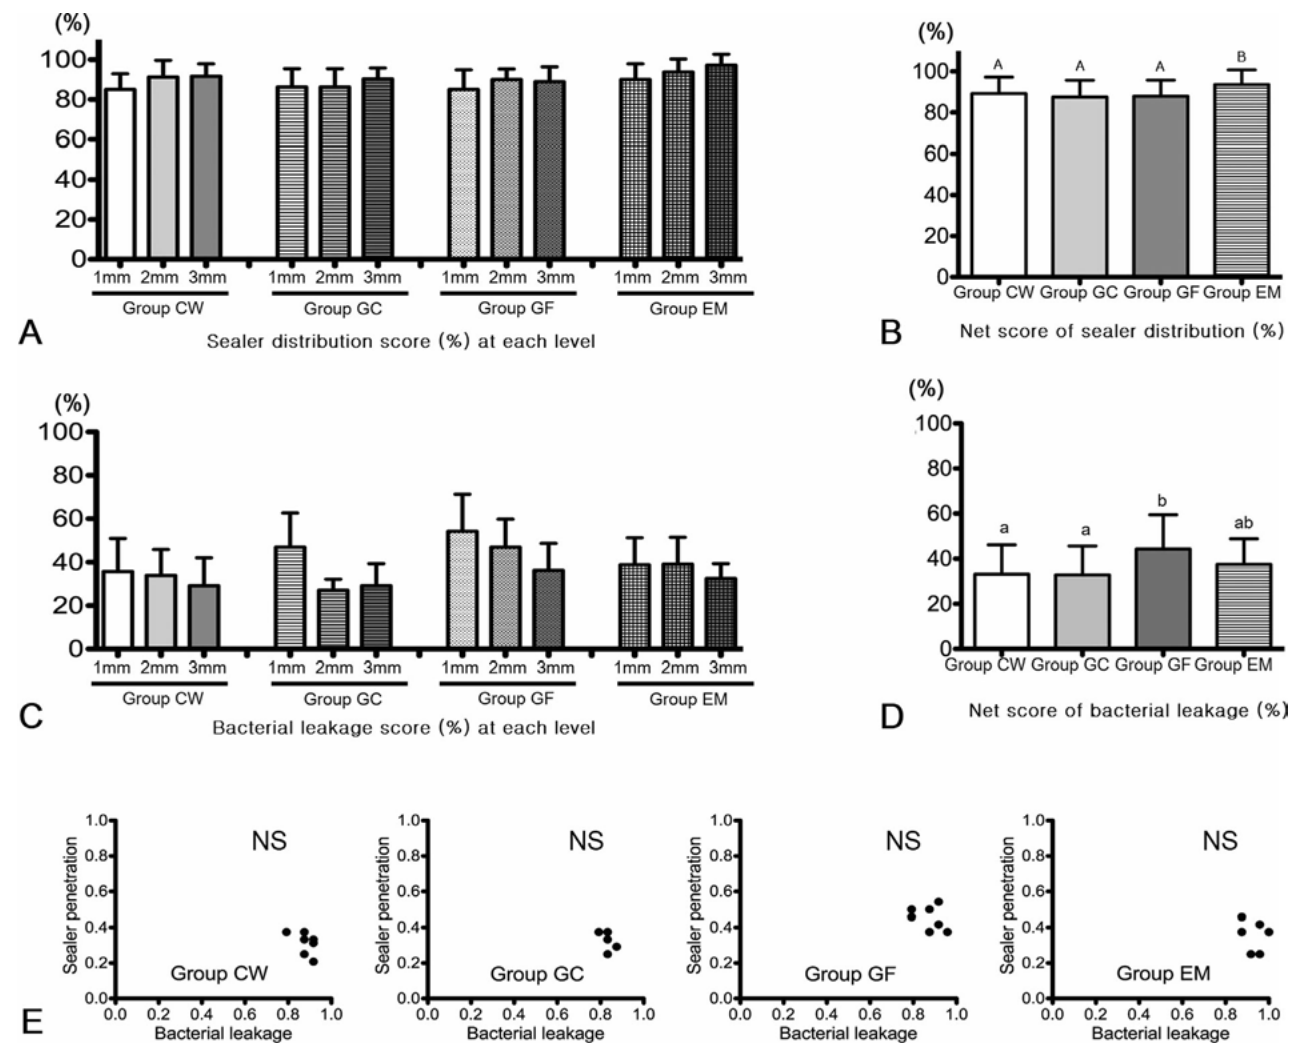 (%)
100
80
60
40
20
0
1mm 2mm 3mm 1mm 2mm 3mm 1mm 2mm 3mm 1mm 2mm 3mm
Group CW Group GC Group GF Group EM
A
Sealer distribution score (%) at each level
(%)
100
80
60
40
20
0
A A A B
Group CW Group GC Group GF Group EM
B
Net score of sealer distribution (%)
(%)
100
80
60
40
20
0
1mm 2mm 3mm 1mm 2mm 3mm 1mm 2mm 3mm 1mm 2mm 3mm
Group CW Group GC Group GF Group EM
C
Bacterial leakage score (%) at each level
(%)
100
80
60
40
20
0
a a b ab
Group CW Group GC Group GF Group EM
D
Net score of bacterial leakage (%)
E
Sealer penetration
1.0
0.8
0.6
0.4
0.2
0.0
NS
Group CW
0.0 0.2 0.4 0.6 0.8 1.0
Bacterial leakage
Sealer penetration
1.0
0.8
0.6
0.4
0.2
0.0
NS
Group GC
0.0 0.2 0.4 0.6 0.8 1.0
Bacterial leakage
Sealer penetration
1.0
0.8
0.6
0.4
0.2
0.0
NS
Group GF
0.0 0.2 0.4 0.6 0.8 1.0
Bacterial leakage
Sealer penetration
1.0
0.8
0.6
0.4
0.2
0.0
NS
Group EM
0.0 0.2 0.4 0.6 0.8 1.0
Bacterial leakage